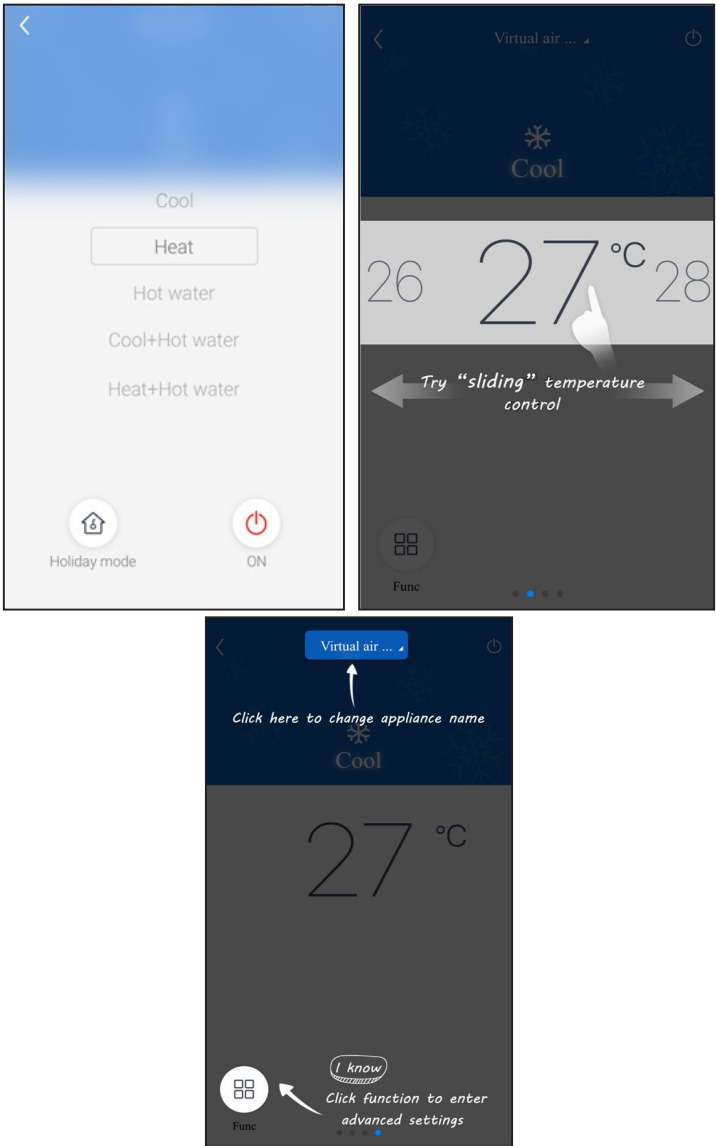 Cool
Heat
Hot water
Cool+Hot water
Heat+Hot water
Holiday mode
ON
Virtual air ...
Cool
26
27 °C
28
Try “sliding” temperature
control
Func
Virtual air ...
Click here to change appliance name
Cool
27 °C
I know
Click function to enter
advanced settings
Func